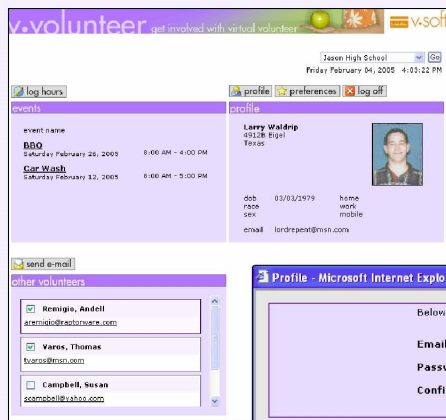 v.volunteer get involved with virtual volunteer
v-soft
Jason High School Go
Friday February 04, 2005 4:03:22 PM
log hours
profile preferences log off
events
event name
BBQ
Saturday February 26, 2005 8:00 AM - 4:00 PM
Car Wash
Saturday February 12, 2005 8:00 AM - 5:00 PM
profile
Larry Waldrip
4912B Eigel
Texas
dob 03/03/1979 home
race work
sex mobile
email lordrepent@msn.com
send e-mail
other volunteers
Remigio, Andell
aremigio@raptorware.com
Varos, Thomas
tvaros@msn.com
Campbell, Susan
scampbell@yahoo.com
Profile - Microsoft Internet Explo
Below
Email
Passw
Confi